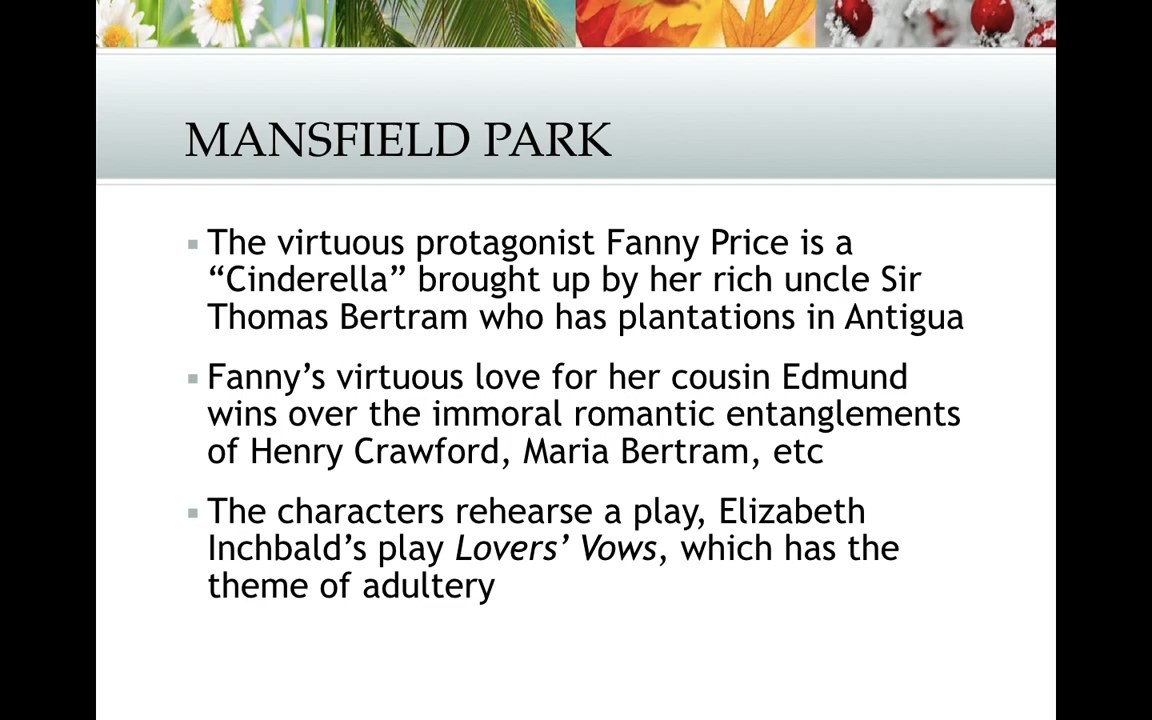 MANSFIELD PARK
The virtuous protagonist Fanny Price is a
“Cinderella” brought up by her rich uncle Sir
Thomas Bertram who has plantations in Antigua
Fanny’s virtuous love for her cousin Edmund
wins over the immoral romantic entanglements
of Henry Crawford, Maria Bertram, etc
The characters rehearse a play, Elizabeth
Inchbald’s play Lovers’ Vows, which has the
theme of adultery